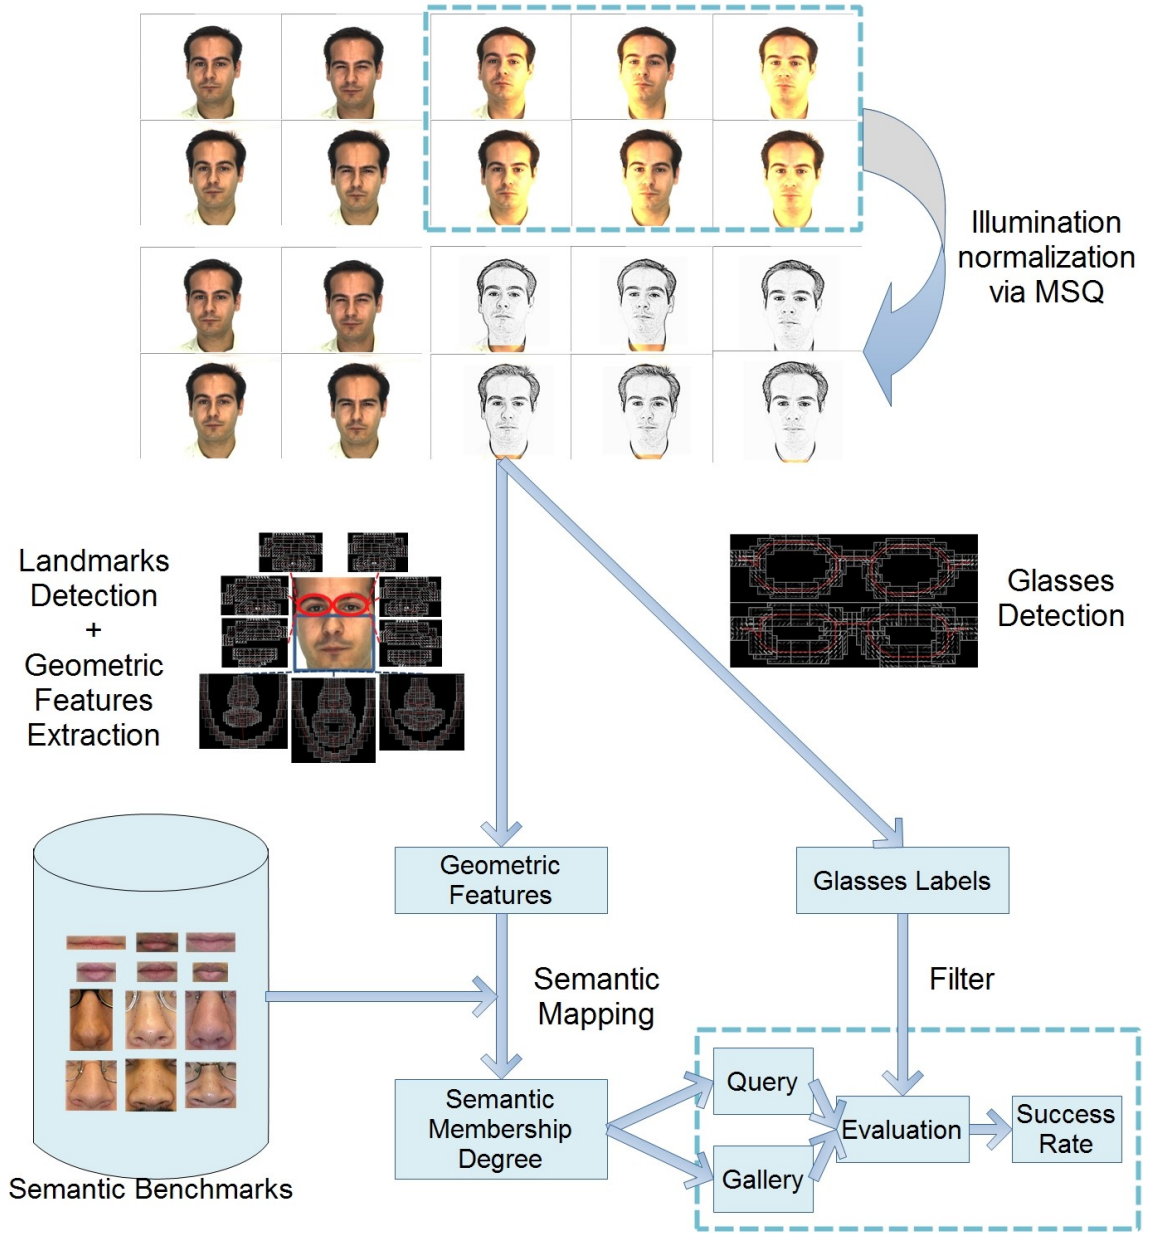 Illumination
normalization
via MSQ
Landmarks
Detection
+
Geometric
Features
Extraction
Glasses
Detection
Geometric
Features
Glasses Labels
Semantic
Mapping
Filter
Semantic
Membership
Degree
Query
Gallery
Evaluation
Success
Rate
Semantic Benchmarks